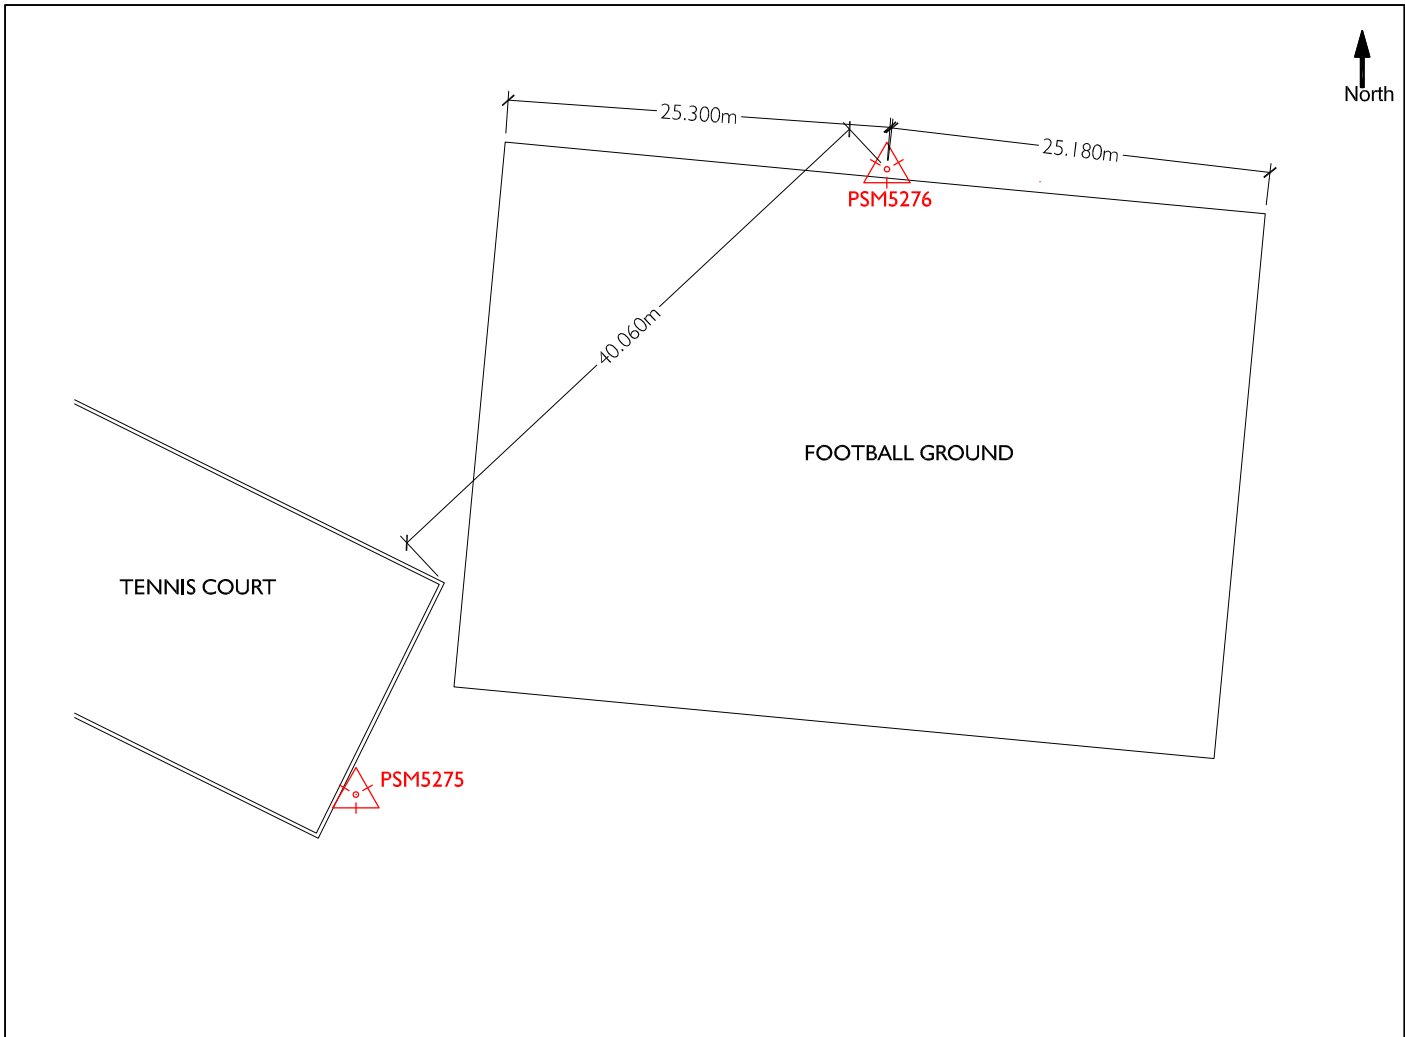 North
25.300m
25.180m
PSM5276
40.060m
FOOTBALL GROUND
TENNIS COURT
PSM5275